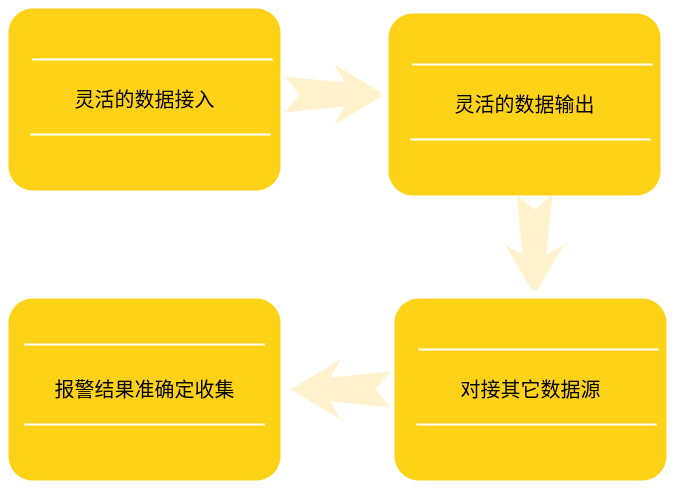 灵活的数据接入
灵活的数据输出
对接其它数据源
报警结果准确定收集